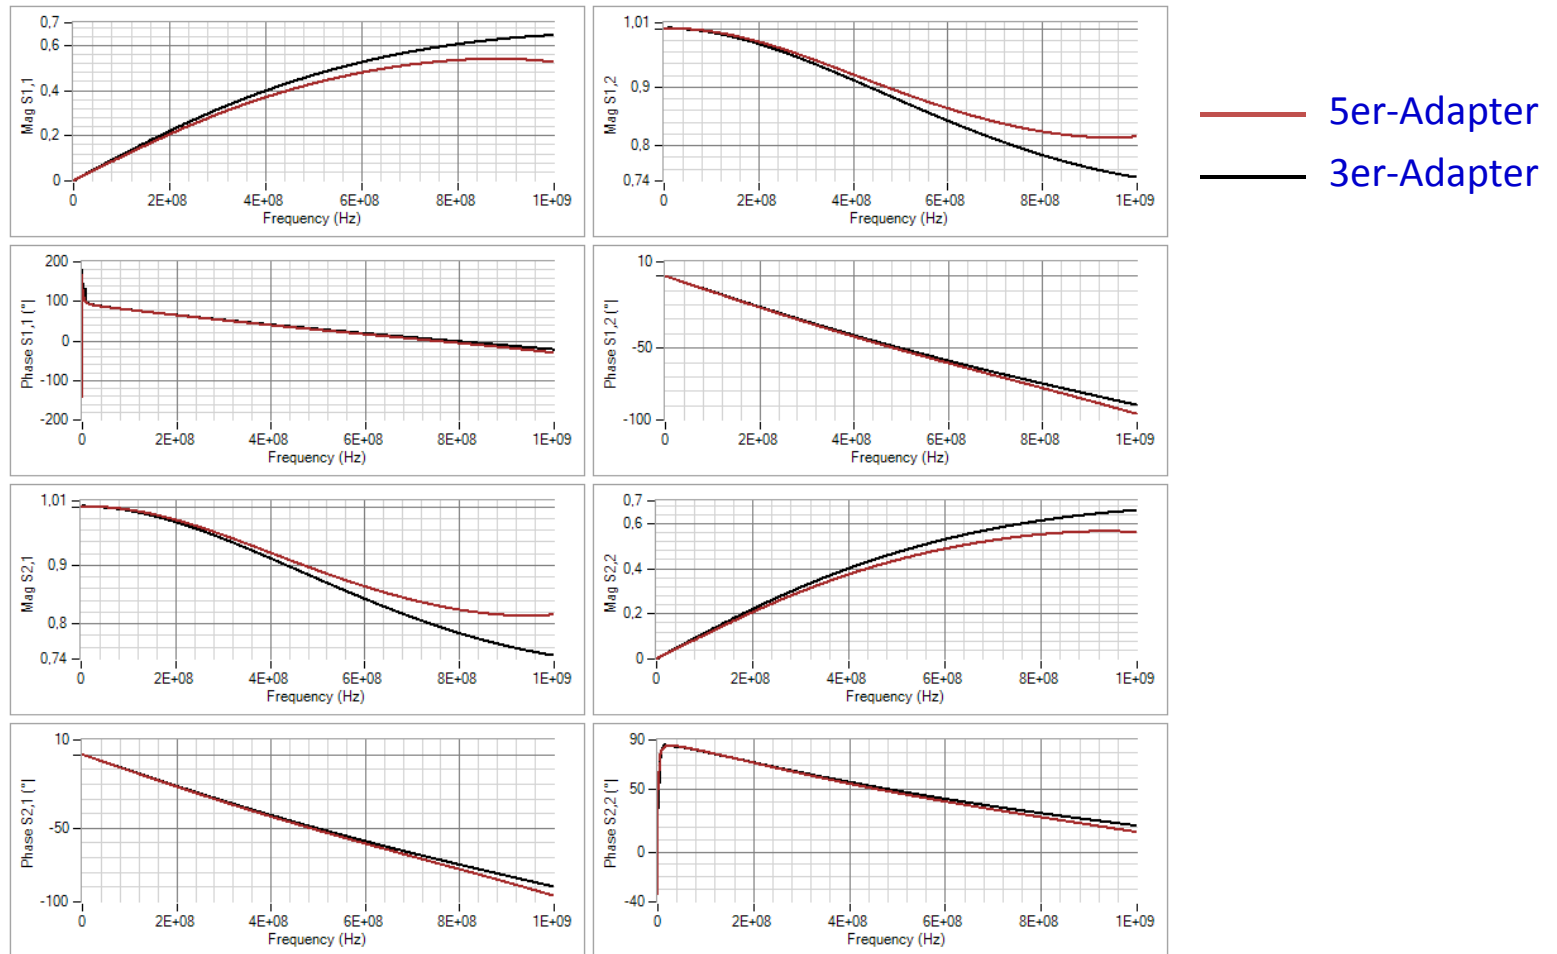 0,7
0,6
0,4
0,2
0
Mag S1,1
0 2E+08 4E+08 6E+08 8E+08 1E+09
Frequency (Hz)
1,01
0,9
0,8
0,74
Mag S1,2
0 2E+08 4E+08 6E+08 8E+08 1E+09
Frequency (Hz)
5er-Adapter
3er-Adapter
200
100
0
-100
-200
Phase S1,1 (°)
0 2E+08 4E+08 6E+08 8E+08 1E+09
Frequency (Hz)
10
-50
-100
Phase S1,2 (°)
0 2E+08 4E+08 6E+08 8E+08 1E+09
Frequency (Hz)
1,01
0,9
0,8
0,74
Mag S2,1
0 2E+08 4E+08 6E+08 8E+08 1E+09
Frequency (Hz)
0,7
0,6
0,4
0,2
0
Mag S2,2
0 2E+08 4E+08 6E+08 8E+08 1E+09
Frequency (Hz)
10
-50
-100
Phase S2,1 (°)
0 2E+08 4E+08 6E+08 8E+08 1E+09
Frequency (Hz)
90
50
0
-40
Phase S2,2 (°)
0 2E+08 4E+08 6E+08 8E+08 1E+09
Frequency (Hz)